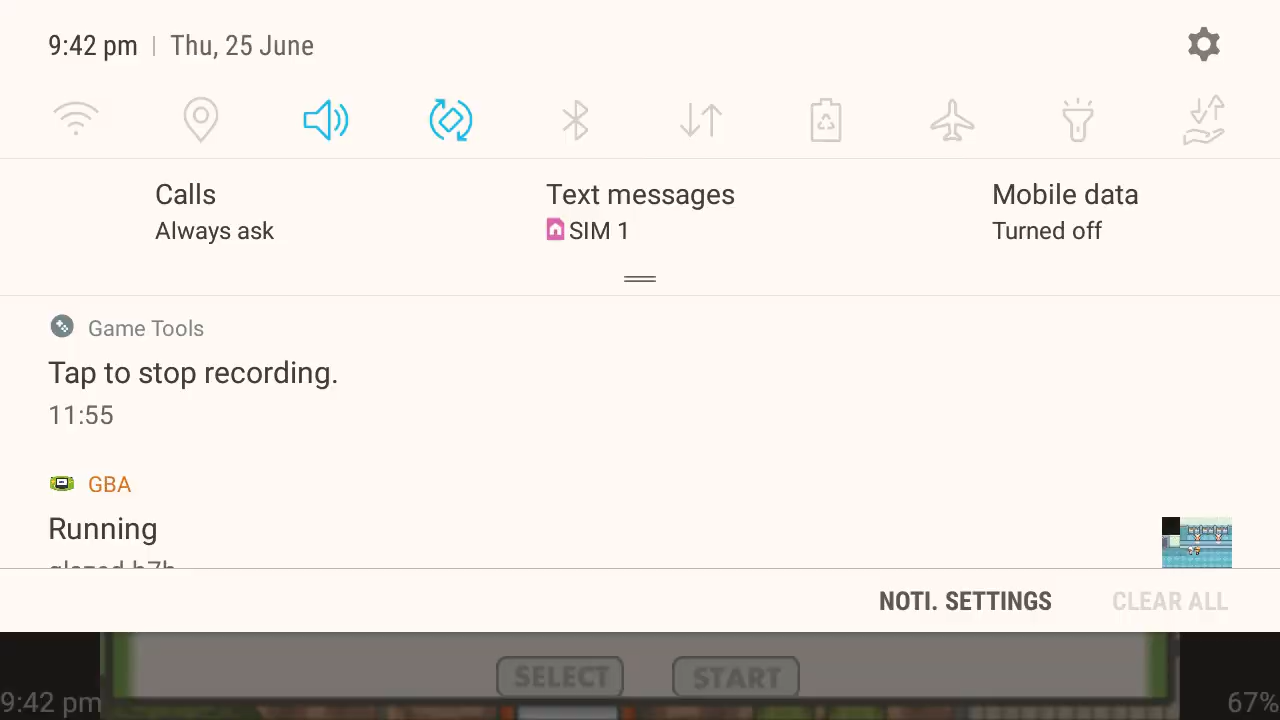 9:42 pm Thu, 25 June
Calls Text messages Mobile data
Always ask SIM 1 Turned off
Game Tools
Tap to stop recording.
11:55
GBA
Running
NOTI. SETTINGS CLEAR ALL
SELECT START
9:42 pm 67%